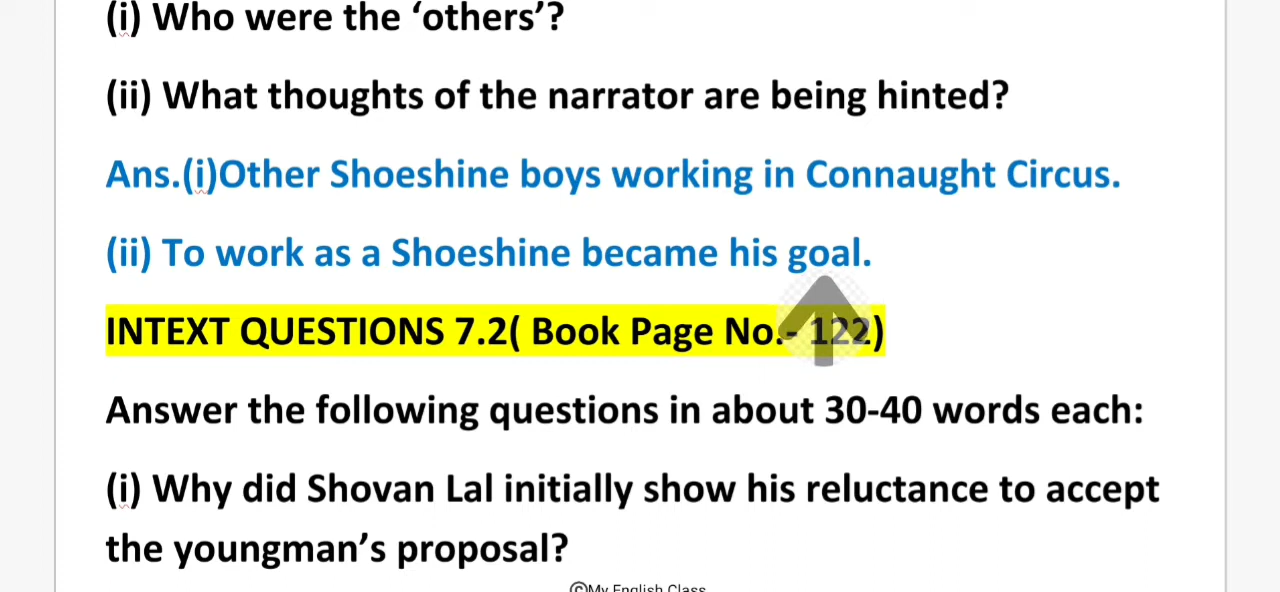 (i) Who were the ‘others’?
(ii) What thoughts of the narrator are being hinted?
Ans.(i)Other Shoeshine boys working in Connaught Circus.
(ii) To work as a Shoeshine became his goal.
INTEXT QUESTIONS 7.2( Book Page No.- 122)
Answer the following questions in about 30-40 words each:
(i) Why did Shovan Lal initially show his reluctance to accept
the youngman’s proposal?
©My English Class